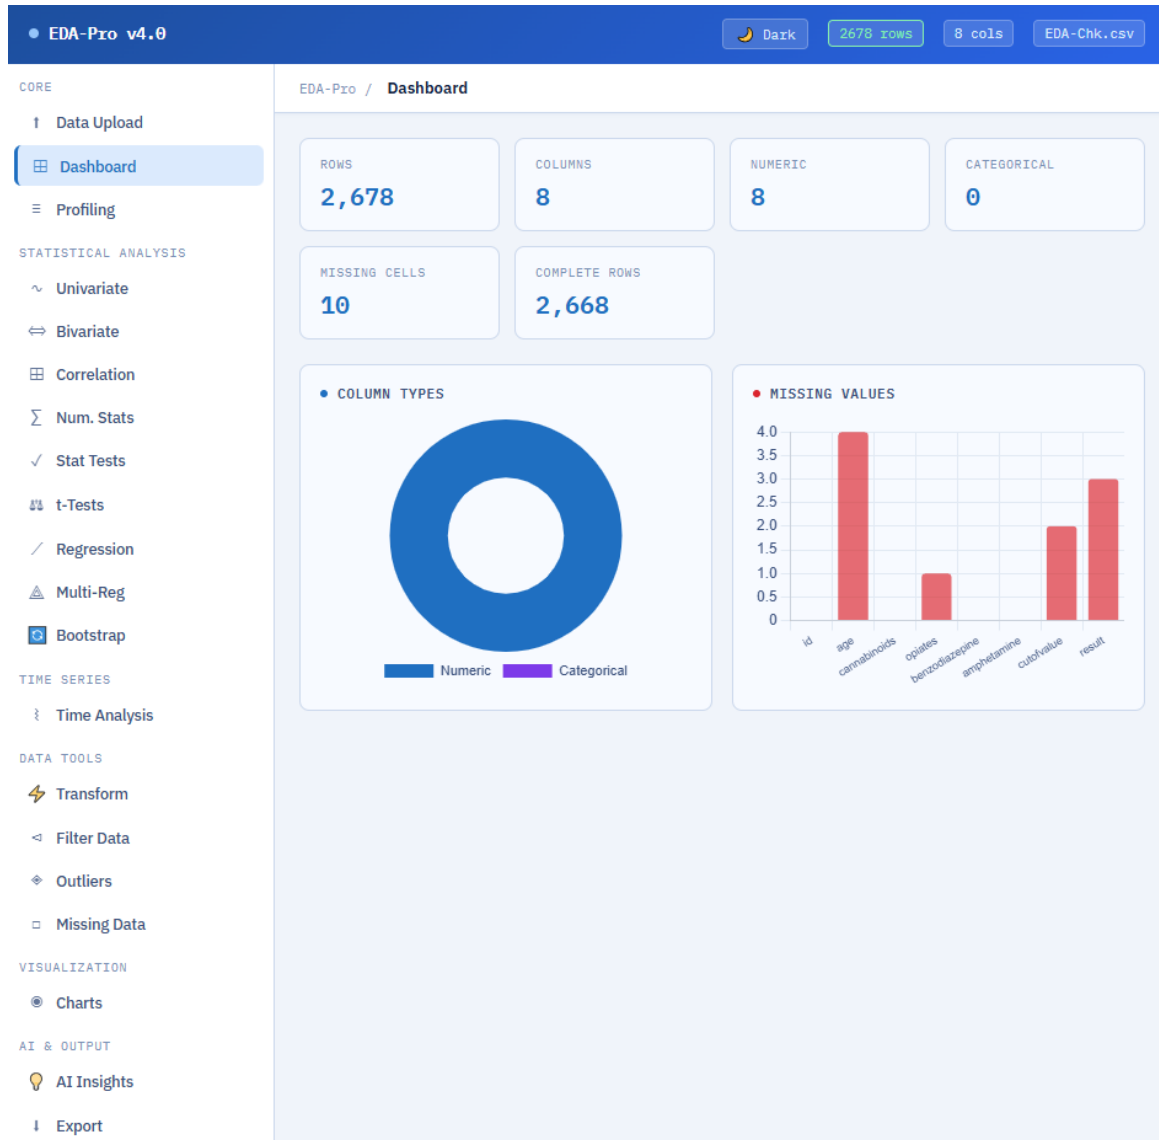 EDA-Pro v4.0
Dark
2678 rows
8 cols
EDA-Chk.csv
CORE
Data Upload
Dashboard
Profiling
STATISTICAL ANALYSIS
Univariate
Bivariate
Correlation
Num. Stats
Stat Tests
t-Tests
Regression
Multi-Reg
Bootstrap
TIME SERIES
Time Analysis
DATA TOOLS
Transform
Filter Data
Outliers
Missing Data
VISUALIZATION
Charts
AI & OUTPUT
AI Insights
Export
EDA-Pro / Dashboard
ROWS
2,678
COLUMNS
8
NUMERIC
8
CATEGORICAL
0
MISSING CELLS
10
COMPLETE ROWS
2,668
COLUMN TYPES
Numeric
Categorical
MISSING VALUES
4.0
3.5
3.0
2.5
2.0
1.5
1.0
0.5
0
id
age
cannabinoids
opiates
benzodiazepine
amphetamine
cutofvalue
result